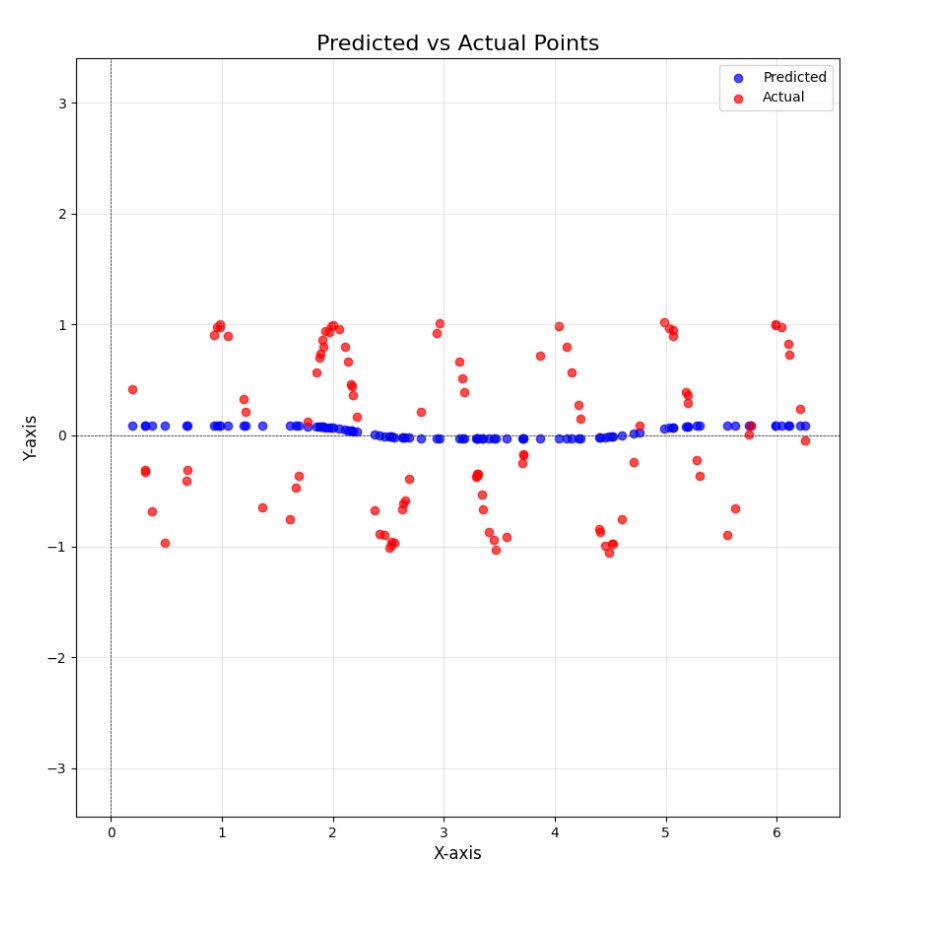 Predicted vs Actual Points
Predicted
Actual
3
2
1
0
−1
−2
−3
Y-axis
0 1 2 3 4 5 6
X-axis